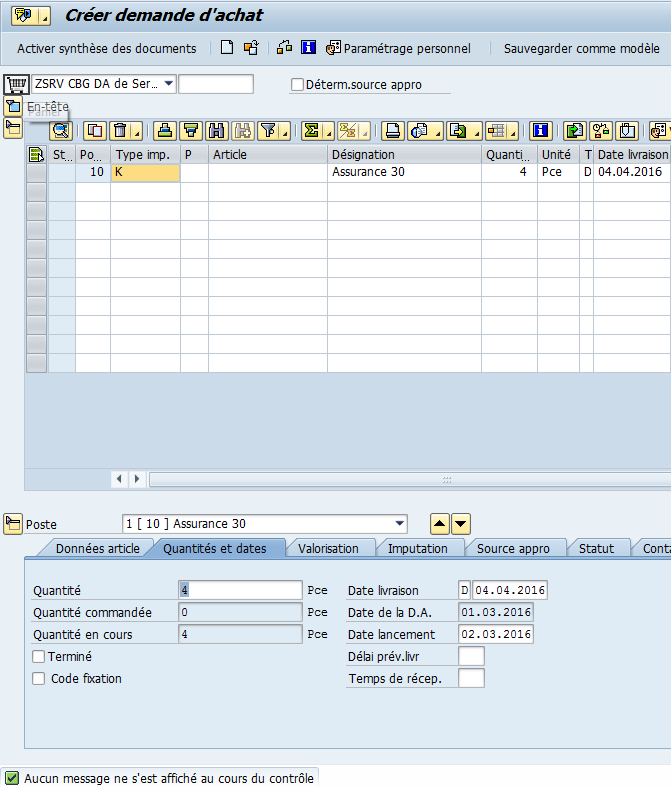 Créer demande d'achat
Activer synthèse des documents Paramétrage personnel Sauvegarder comme modèle
ZSRV CBG DA de Ser... Déterm.source appro
En-tête
St... Po... Type imp. P Article Désignation Quanti... Unité T Date livraison
10 K Assurance 30 4 Pce D 04.04.2016
Poste 1 [ 10 ] Assurance 30
Données article Quantités et dates Valorisation Imputation Source appro Statut Conta
Quantité 4 Pce Date livraison D 04.04.2016
Quantité commandée 0 Pce Date de la D.A. 01.03.2016
Quantité en cours 4 Pce Date lancement 02.03.2016
Terminé Délai prév.livr
Code fixation Temps de récep.
Aucun message ne s'est affiché au cours du contrôle